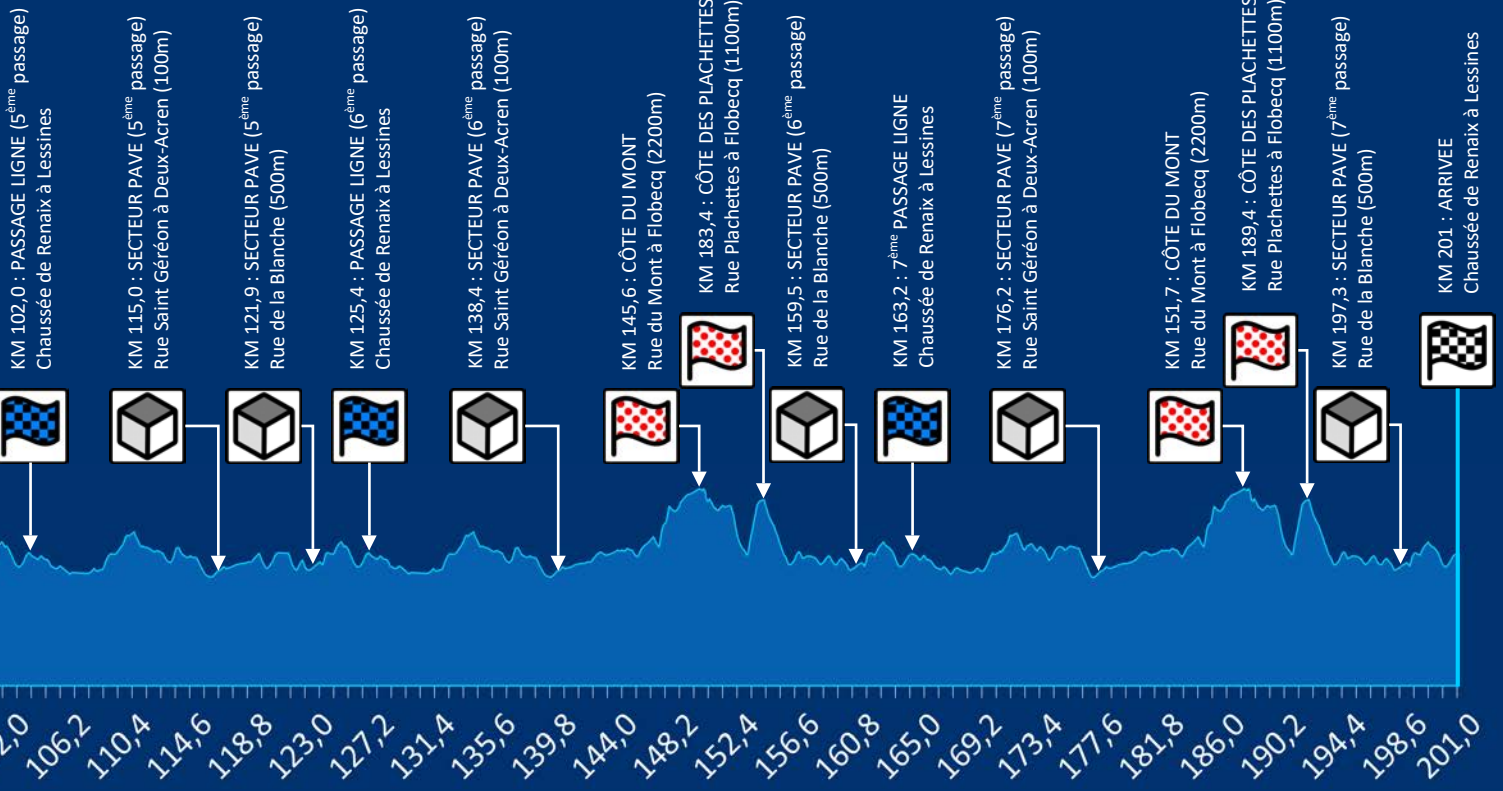 KM 102,0 : PASSAGE LIGNE (5ème passage)
Chaussée de Renaix à Lessines
KM 115,0 : SECTEUR PAVE (5ème passage)
Rue Saint Géréon à Deux-Acren (100m)
KM 121,9 : SECTEUR PAVE (5ème passage)
Rue de la Blanche (500m)
KM 125,4 : PASSAGE LIGNE (6ème passage)
Chaussée de Renaix à Lessines
KM 138,4 : SECTEUR PAVE (6ème passage)
Rue Saint Géréon à Deux-Acren (100m)
KM 145,6 : CÔTE DU MONT
Rue du Mont à Flobecq (2200m)
KM 183,4 : CÔTE DES PLACHETTES
Rue Plachettes à Flobecq (1100m)
KM 159,5 : SECTEUR PAVE (6ème passage)
Rue de la Blanche (500m)
KM 163,2 : 7ème PASSAGE LIGNE
Chaussée de Renaix à Lessines
KM 176,2 : SECTEUR PAVE (7ème passage)
Rue Saint Géréon à Deux-Acren (100m)
KM 151,7 : CÔTE DU MONT
Rue du Mont à Flobecq (2200m)
KM 189,4 : CÔTE DES PLACHETTES
Rue Plachettes à Flobecq (1100m)
KM 197,3 : SECTEUR PAVE (7ème passage)
Rue de la Blanche (500m)
KM 201 : ARRIVEE
Chaussée de Renaix à Lessines
2,0
106,2
110,4
114,6
118,8
123,0
127,2
131,4
135,6
139,8
144,0
148,2
152,4
156,6
160,8
165,0
169,2
173,4
177,6
181,8
186,0
190,2
194,4
198,6
201,0